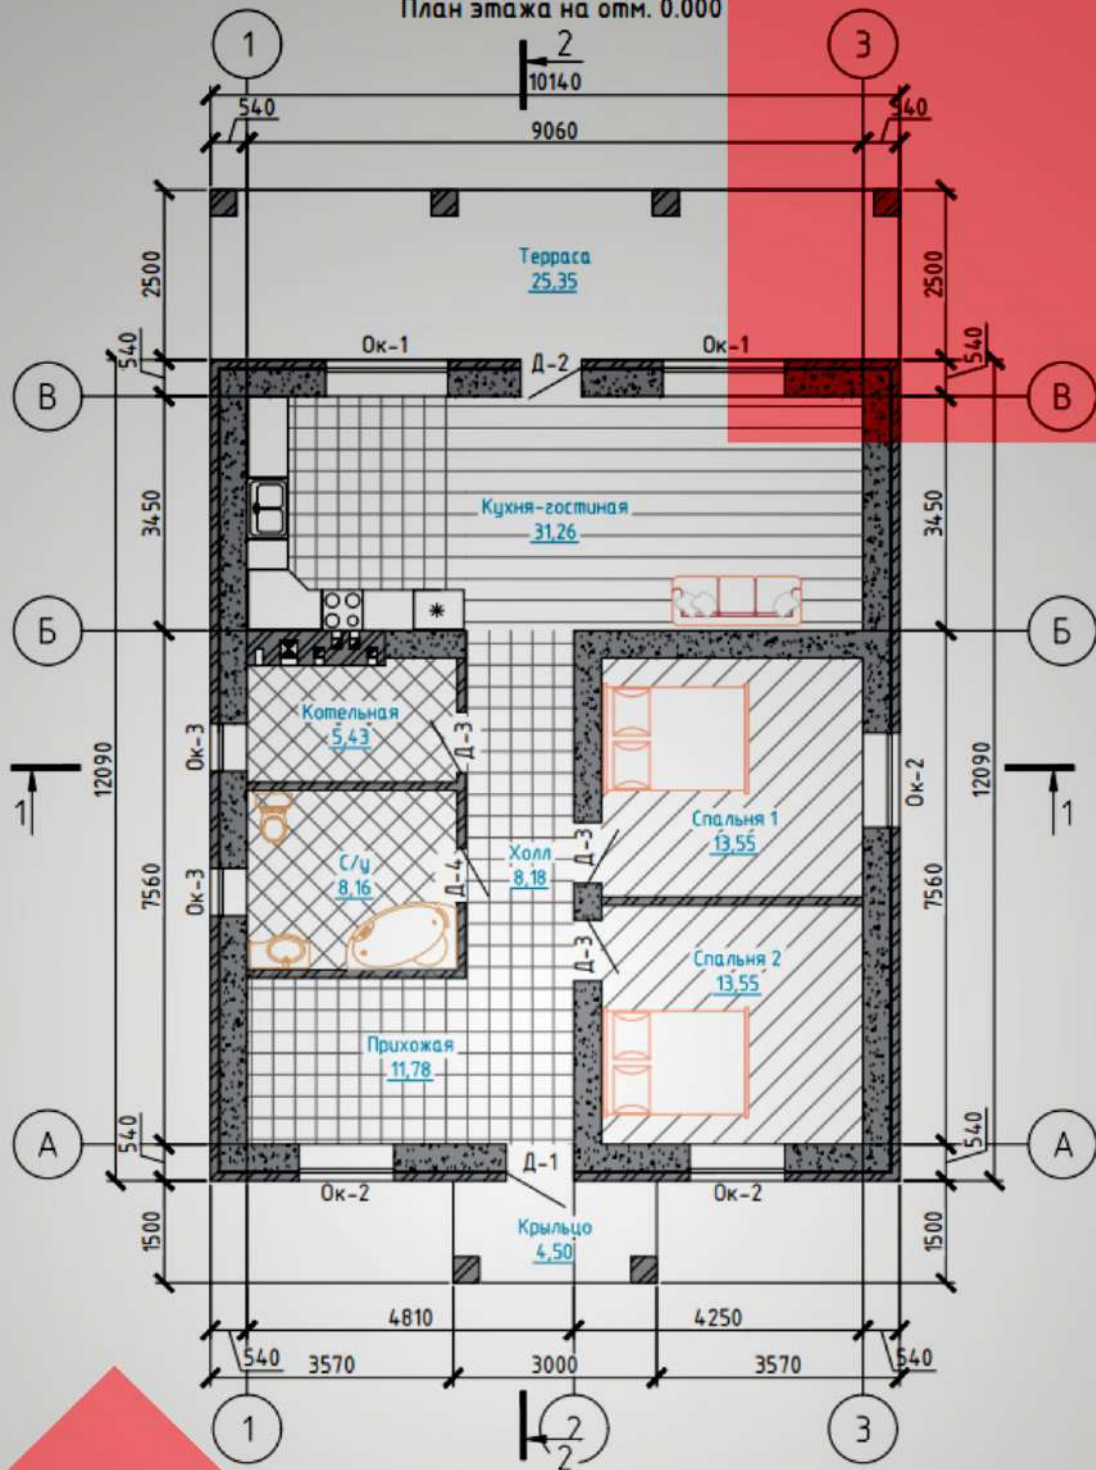 План этажа на отм. 0.000
1
2
3
10140
540
540
9060
2500
2500
Терраса
25,35
540
540
Ок-1
Д-2
Ок-1
В
В
3450
3450
Кухня-гостиная
31,26
Б
Б
Котельная
5,43
Ок-3
Д-3
12090
12090
1
1
Ок-2
Спальня 1
13,55
Д-3
Холл
8,18
С/у
8,16
Д-4
Ок-3
7560
7560
Д-3
Спальня 2
13,55
Прихожая
11,78
540
540
А
А
Д-1
Ок-2
Ок-2
1500
1500
Крыльцо
4,50
4810
4250
540
3570
3000
3570
540
1
2
2
3